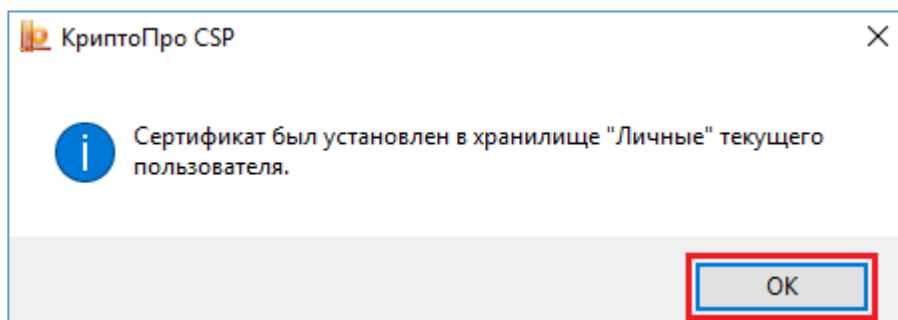 КриптоПро CSP
Сертификат был установлен в хранилище "Личные" текущего
пользователя.
OK